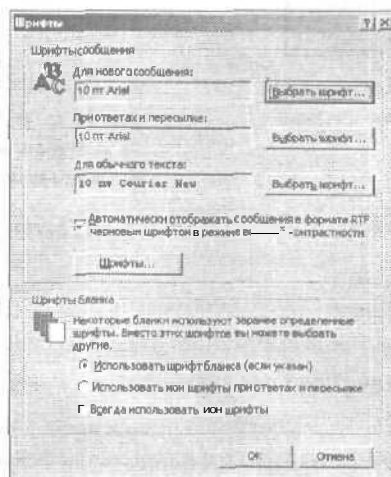 Шрифты
Шрифты сообщения
Для нового сообщения:
10 пт Arial
Выбрать шрифт...
При ответах и пересылке:
10 пт Arial
Выбрать шрифт...
Для обычного текста:
10 пт Courier New
Выбрать шрифт...
Автоматически отображать сообщения в формате RTF
черновым шрифтом в режиме
Шрифты...
Шрифты бланка
Некоторые бланки используют заранее определенные
шрифты. Вместо этих шрифтов вы можете выбрать
другие.
Использовать шрифт бланка (если указан)
Использовать мои шрифты при ответах и пересылке
Всегда использовать мои шрифты
ОК
Отмена